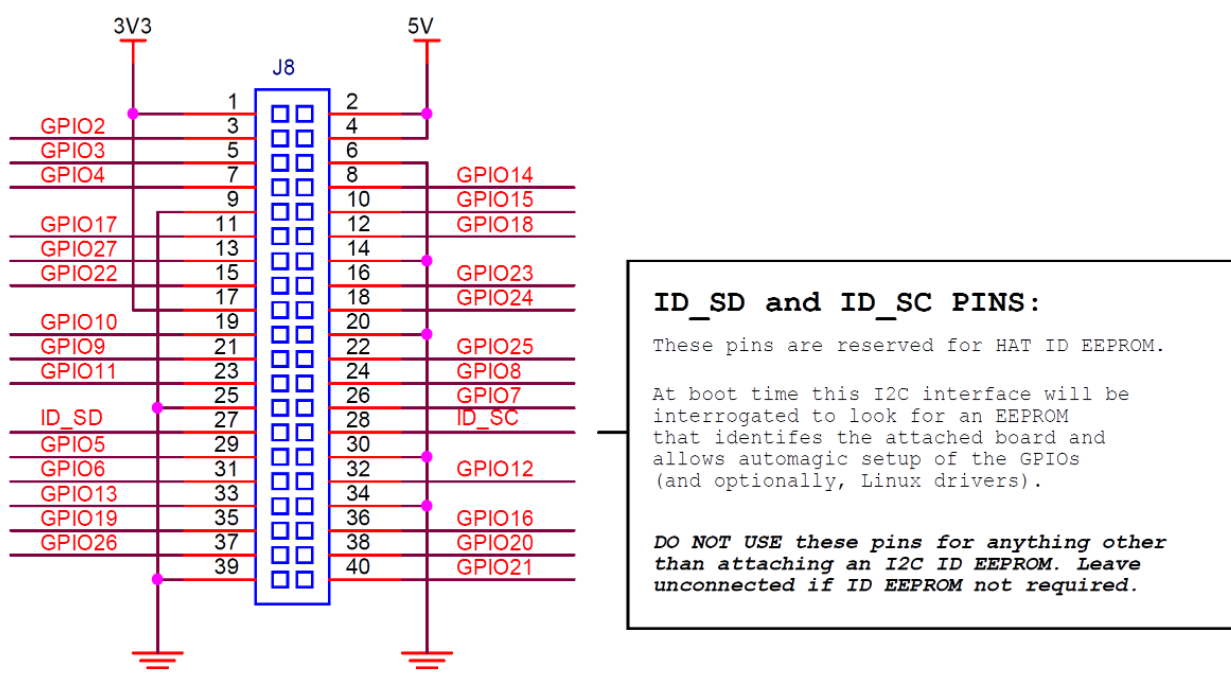 3V3 5V
J8
1 2
GPIO2 3 4
GPIO3 5 6
GPIO4 7 8 GPIO14
9 10 GPIO15
GPIO17 11 12 GPIO18
GPIO27 13 14
GPIO22 15 16 GPIO23
17 18 GPIO24
GPIO10 19 20
GPIO9 21 22 GPIO25
GPIO11 23 24 GPIO8
25 26 GPIO7
ID_SD 27 28 ID_SC
GPIO5 29 30
GPIO6 31 32 GPIO12
GPIO13 33 34
GPIO19 35 36 GPIO16
GPIO26 37 38 GPIO20
39 40 GPIO21
ID_SD and ID_SC PINS:
These pins are reserved for HAT ID EEPROM.
At boot time this I2C interface will be
interrogated to look for an EEPROM
that identifes the attached board and
allows automagic setup of the GPIOs
(and optionally, Linux drivers).
DO NOT USE these pins for anything other
than attaching an I2C ID EEPROM. Leave
unconnected if ID EEPROM not required.